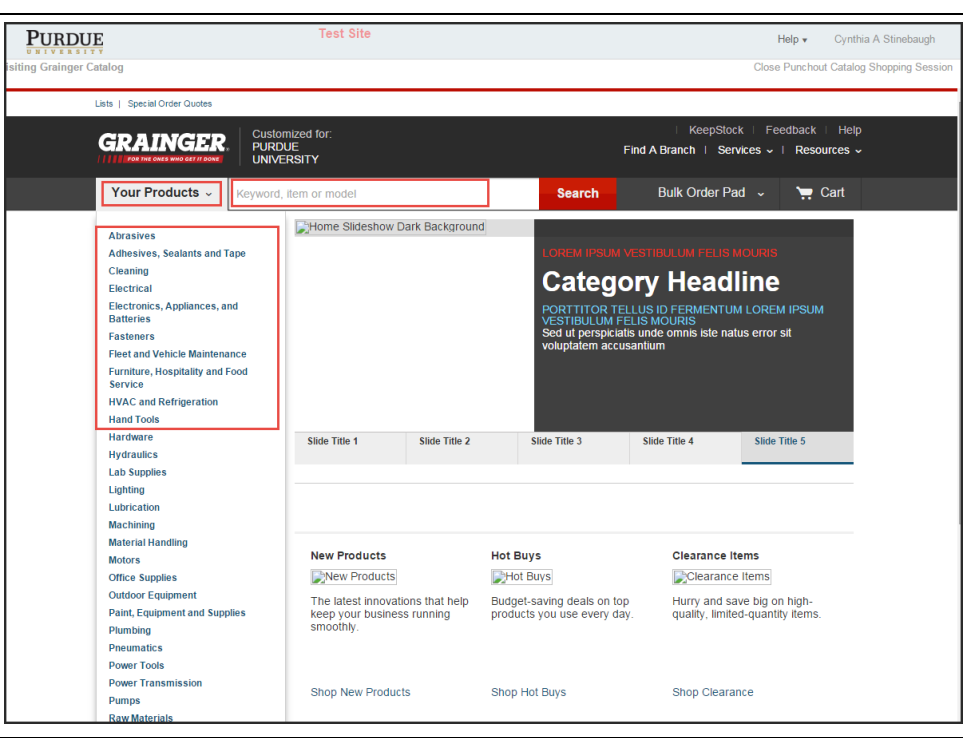 PURDUE
UNIVERSITY
Test Site
Help ▾ Cynthia A Stinebaugh
isiting Grainger Catalog
Close Punchout Catalog Shopping Session
Lists | Special Order Quotes
GRAINGER.
FOR THE ONES WHO GET IT DONE
Customized for:
PURDUE
UNIVERSITY
| KeepStock | Feedback | Help
Find A Branch | Services | Resources
Your Products
Keyword, item or model
Search
Bulk Order Pad
Cart
Abrasives
Adhesives, Sealants and Tape
Cleaning
Electrical
Electronics, Appliances, and
Batteries
Fasteners
Fleet and Vehicle Maintenance
Furniture, Hospitality and Food
Service
HVAC and Refrigeration
Hand Tools
Hardware
Hydraulics
Lab Supplies
Lighting
Lubrication
Machining
Material Handling
Motors
Office Supplies
Outdoor Equipment
Paint, Equipment and Supplies
Plumbing
Pneumatics
Power Tools
Power Transmission
Pumps
Raw Materials
Home Slideshow Dark Background
LOREM IPSUM VESTIBULUM FELIS MOURIS
Category Headline
PORTTITOR TELLUS ID FERMENTUM LOREM IPSUM
VESTIBULUM FELIS MOURIS
Sed ut perspiciatis unde omnis iste natus error sit
voluptatem accusantium
Slide Title 1
Slide Title 2
Slide Title 3
Slide Title 4
Slide Title 5
New Products
New Products
The latest innovations that help
keep your business running
smoothly.
Shop New Products
Hot Buys
Hot Buys
Budget-saving deals on top
products you use every day.
Shop Hot Buys
Clearance Items
Clearance Items
Hurry and save big on high-
quality, limited-quantity items.
Shop Clearance